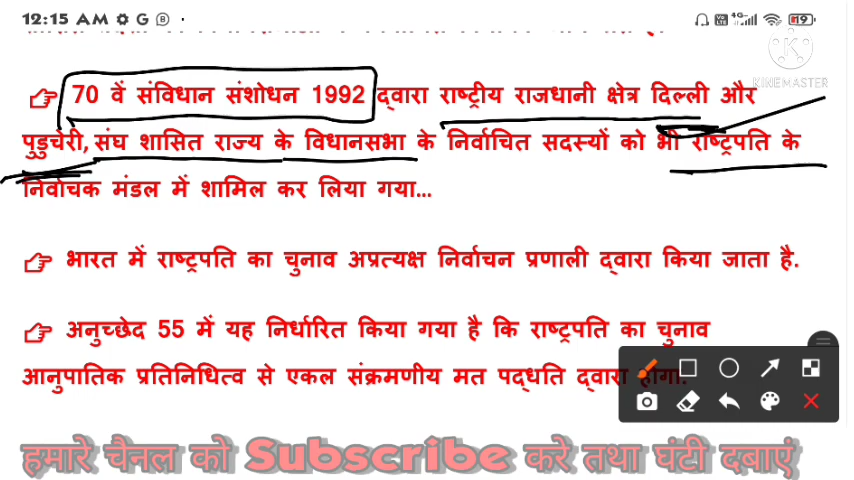 12:15 AM G B
4G 19
KINEMASTER
70 वें संविधान संशोधन 1992 द्वारा राष्ट्रीय राजधानी क्षेत्र दिल्ली और
पुडुचेरी, संघ शासित राज्य के विधानसभा के निर्वाचित सदस्यों को भी राष्ट्रपति के
निर्वाचक मंडल में शामिल कर लिया गया...
भारत में राष्ट्रपति का चुनाव अप्रत्यक्ष निर्वाचन प्रणाली द्वारा किया जाता है.
अनुच्छेद 55 में यह निर्धारित किया गया है कि राष्ट्रपति का चुनाव
आनुपातिक प्रतिनिधित्व से एकल संक्रमणीय मत पद्धति द्वारा होगा.
हमारे चैनल को Subscribe करे तथा घंटी दबाएं